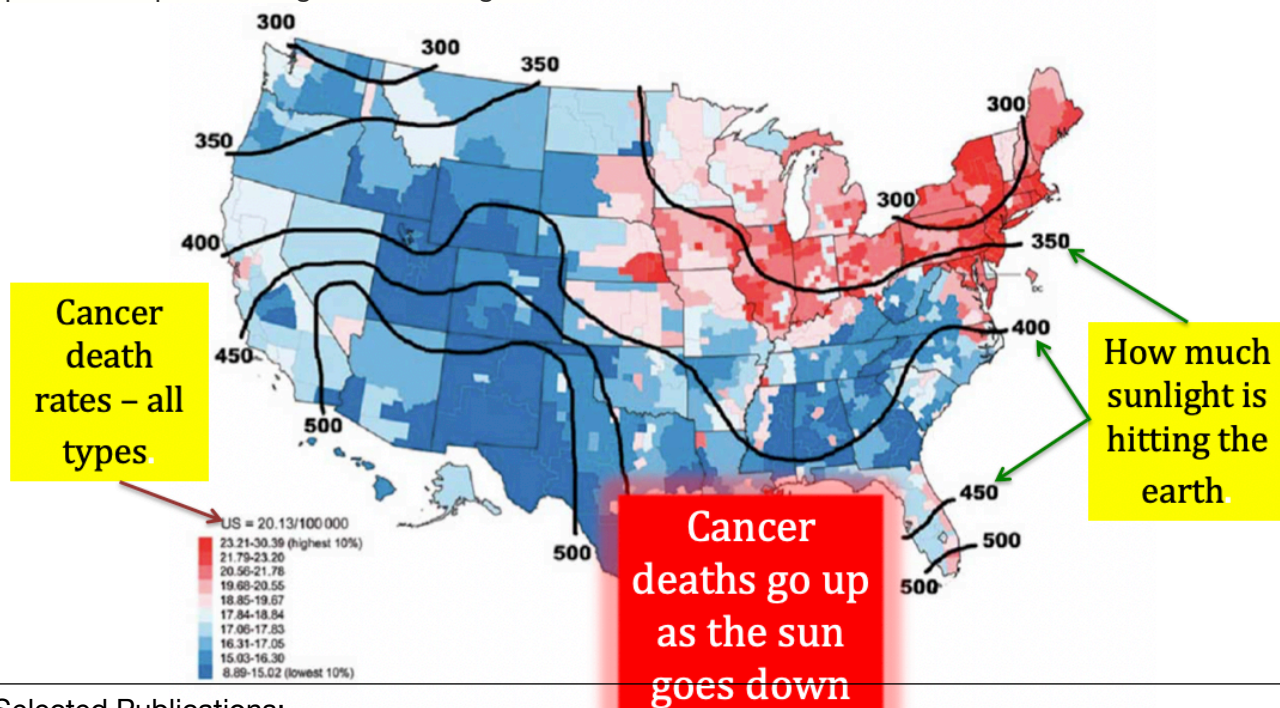 300
300
350
300
350
300
400
350
Cancer
death
rates – all
types.
400
How much
sunlight is
hitting the
earth.
450
500
450
500
500
500
US = 20.13/100 000
23.21-30.39 (highest 10%)
21.79-23.20
20.56-21.78
19.68-20.55
18.85-19.67
17.84-18.84
17.06-17.83
16.31-17.05
15.03-16.30
8.89-15.02 (lowest 10%)
DC
Cancer
deaths go up
as the sun
goes down
Selected Publications: